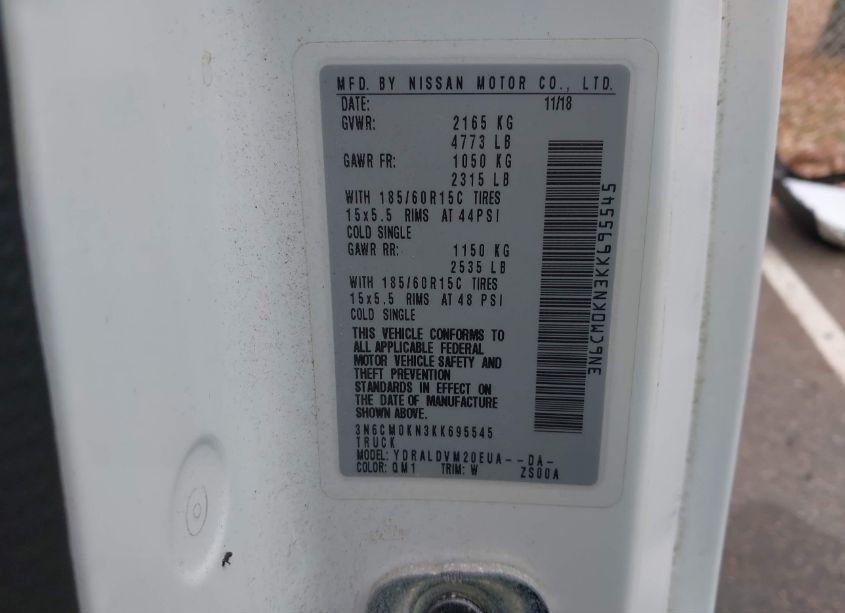 MFD. BY NISSAN MOTOR CO., LTD.
DATE: 11/18
GVWR: 2165 KG
4773 LB
GAWR FR: 1050 KG
2315 LB
WITH 185/60R15C TIRES
15x5.5 RIMS AT 44PSI
COLD SINGLE
GAWR RR: 1150 KG
2535 LB
WITH 185/60R15C TIRES
15x5.5 RIMS AT 48 PSI
COLD SINGLE
THIS VEHICLE CONFORMS TO
ALL APPLICABLE FEDERAL
MOTOR VEHICLE SAFETY AND
THEFT PREVENTION
STANDARDS IN EFFECT ON
THE DATE OF MANUFACTURE
SHOWN ABOVE.
3N6CM0KN3KK695545
TRUCK
MODEL: YDRALDVM20EUA--DA-
COLOR: QM1 TRIM: W ZS00A
3N6CM0KN3KK695545